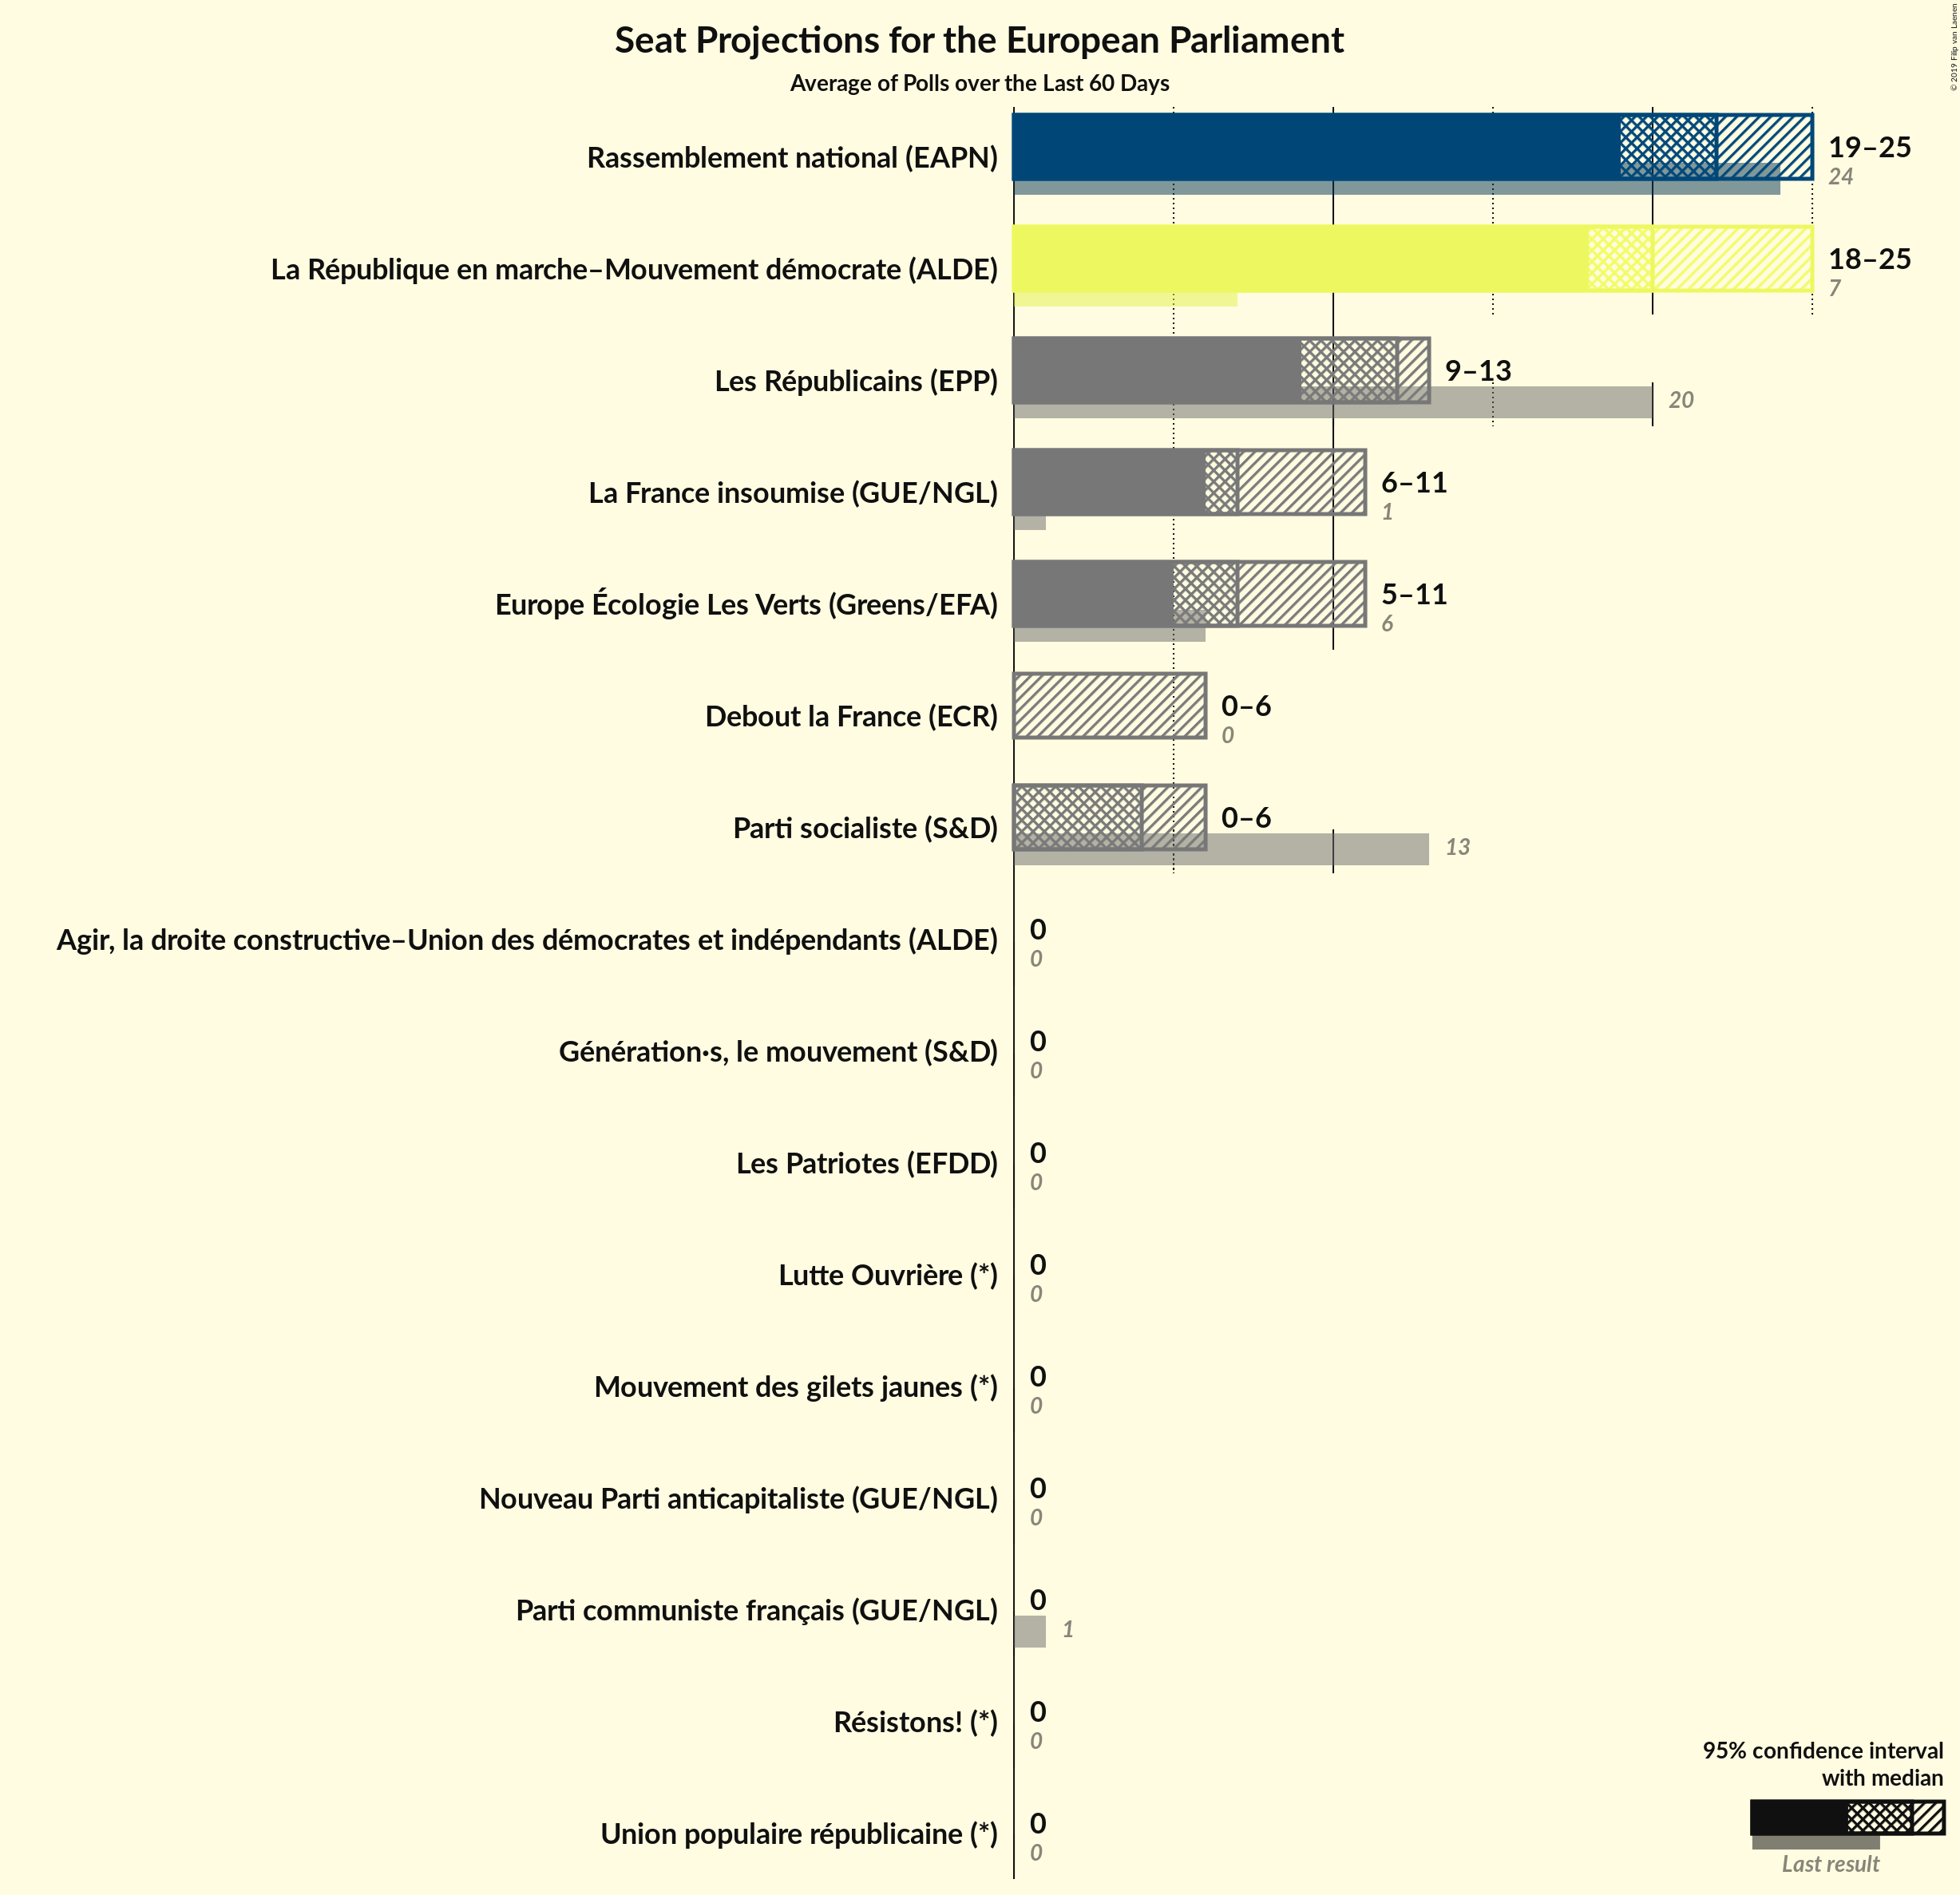 Seat Projections for the European Parliament
Average of Polls over the Last 60 Days
© 2019 Filip van Laenen
Rassemblement national (EAPN)
19–25
24
La République en marche–Mouvement démocrate (ALDE)
18–25
7
Les Républicains (EPP)
9–13
20
La France insoumise (GUE/NGL)
6–11
1
Europe Écologie Les Verts (Greens/EFA)
5–11
6
Debout la France (ECR)
0–6
0
Parti socialiste (S&D)
0–6
13
Agir, la droite constructive–Union des démocrates et indépendants (ALDE)
0
0
Génération·s, le mouvement (S&D)
0
0
Les Patriotes (EFDD)
0
0
Lutte Ouvrière (*)
0
0
Mouvement des gilets jaunes (*)
0
0
Nouveau Parti anticapitaliste (GUE/NGL)
0
0
Parti communiste français (GUE/NGL)
0
1
Résistons! (*)
0
0
Union populaire républicaine (*)
0
0
95% confidence interval
with median
Last result